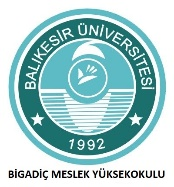 BALIKESİR ÜNİVERSİTESİ
1992
BİGADİÇ MESLEK YÜKSEKOKULU